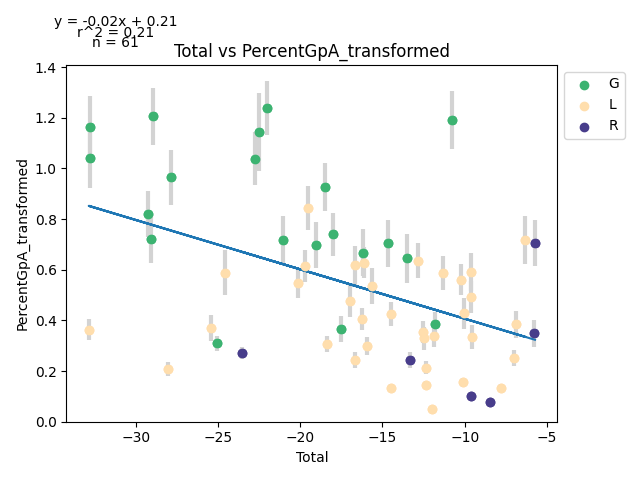 y = -0.02x + 0.21
r^2 = 0.21
n = 61
Total vs PercentGpA_transformed
1.4
1.2
1.0
0.8
0.6
0.4
0.2
0.0
PercentGpA_transformed
−30
−25
−20
−15
−10
−5
Total
G
L
R